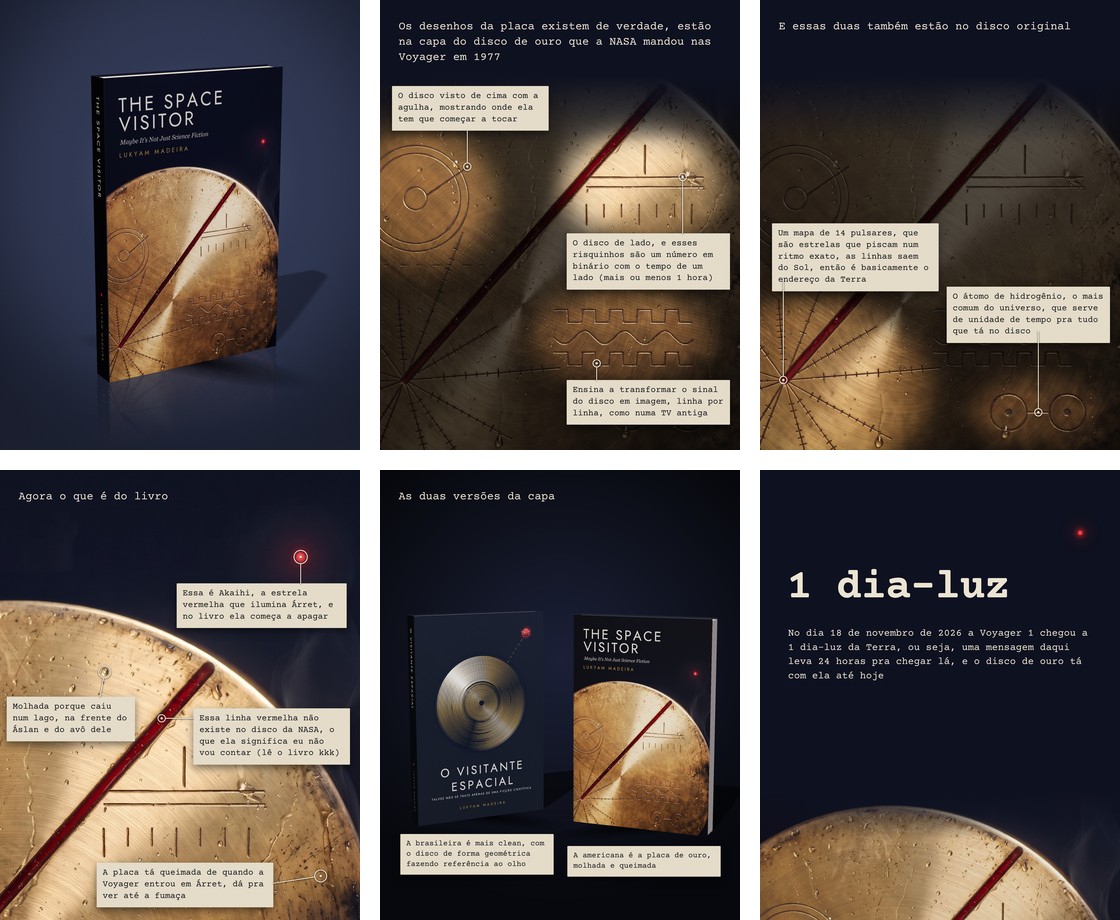 THE SPACE VISITOR
THE SPACE
VISITOR
Maybe It's Not Just Science Fiction
LUKYAM MADEIRA
Os desenhos da placa existem de verdade, estão
na capa do disco de ouro que a NASA mandou nas
Voyager em 1977
O disco visto de cima com a
agulha, mostrando onde ela
tem que começar a tocar
O disco de lado, e esses
risquinhos são um número em
binário com o tempo de um
lado (mais ou menos 1 hora)
Ensina a transformar o sinal
do disco em imagem, linha por
linha, como numa TV antiga
E essas duas também estão no disco original
Um mapa de 14 pulsares, que
são estrelas que piscam num
ritmo exato, as linhas saem
do Sol, então é basicamente o
endereço da Terra
O átomo de hidrogênio, o mais
comum do universo, que serve
de unidade de tempo pra tudo
que tá no disco
Agora o que é do livro
Essa é Akaihi, a estrela
vermelha que ilumina Árret, e
no livro ela começa a apagar
Molhada porque caiu
num lago, na frente do
Áslan e do avô dele
Essa linha vermelha não
existe no disco da NASA, o
que ela significa eu não
vou contar (lê o livro kkk)
A placa tá queimada de quando a
Voyager entrou em Árret, dá pra
ver até a fumaça
As duas versões da capa
O VISITANTE
ESPACIAL
TALVEZ NÃO SE TRATE APENAS DE UMA FICÇÃO CIENTÍFICA
LUKYAM MADEIRA
THE SPACE
VISITOR
Maybe It's Not Just Science Fiction
LUKYAM MADEIRA
A brasileira é mais clean, com
o disco de forma geométrica
fazendo referência ao olho
A americana é a placa de ouro,
molhada e queimada
1 dia-luz
No dia 18 de novembro de 2026 a Voyager 1 chegou a
1 dia-luz da Terra, ou seja, uma mensagem daqui
leva 24 horas pra chegar lá, e o disco de ouro tá
com ela até hoje